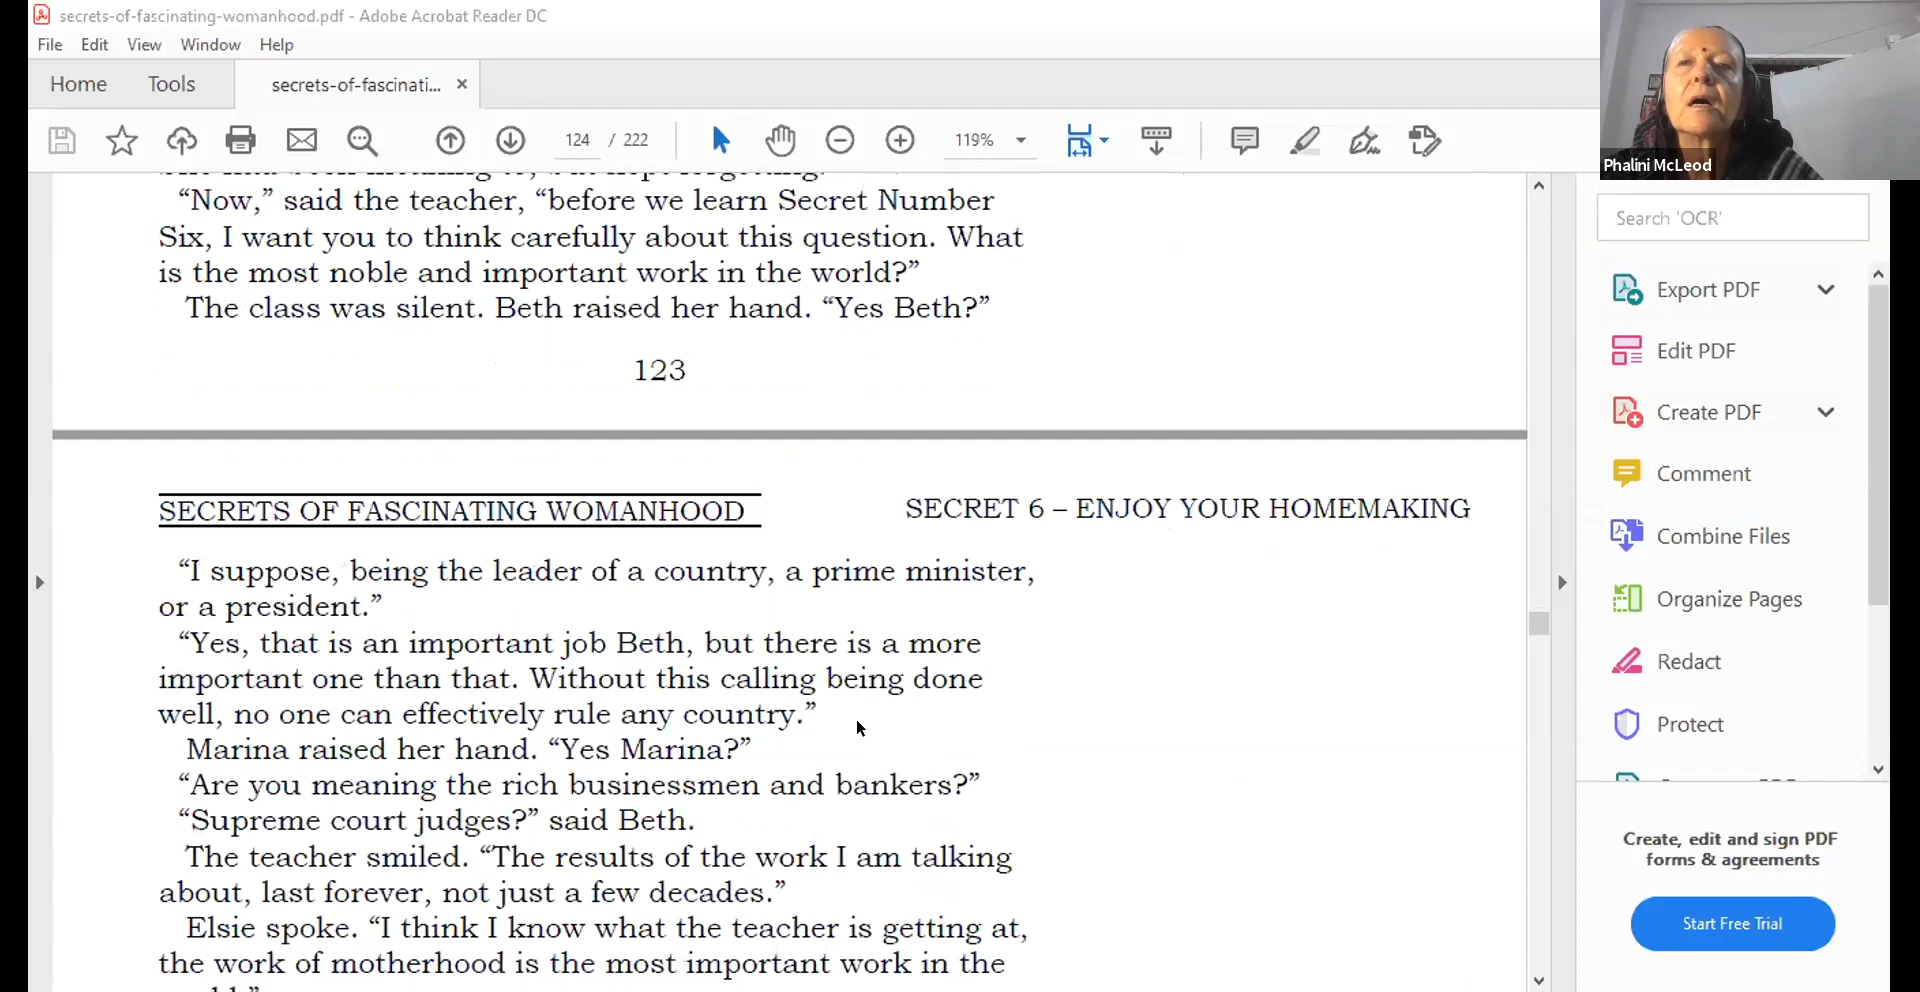 secrets-of-fascinating-womanhood.pdf - Adobe Acrobat Reader DC
File Edit View Window Help
Home Tools secrets-of-fascinati... ×
124 / 222 119%
Phalini McLeod
“Now,” said the teacher, “before we learn Secret Number
Six, I want you to think carefully about this question. What
is the most noble and important work in the world?”
The class was silent. Beth raised her hand. “Yes Beth?”
123
SECRETS OF FASCINATING WOMANHOOD SECRET 6 – ENJOY YOUR HOMEMAKING
“I suppose, being the leader of a country, a prime minister,
or a president.”
“Yes, that is an important job Beth, but there is a more
important one than that. Without this calling being done
well, no one can effectively rule any country.”
Marina raised her hand. “Yes Marina?”
“Are you meaning the rich businessmen and bankers?”
“Supreme court judges?” said Beth.
The teacher smiled. “The results of the work I am talking
about, last forever, not just a few decades.”
Elsie spoke. “I think I know what the teacher is getting at,
the work of motherhood is the most important work in the
Search 'OCR'
Export PDF
Edit PDF
Create PDF
Comment
Combine Files
Organize Pages
Redact
Protect
Create, edit and sign PDF
forms & agreements
Start Free Trial